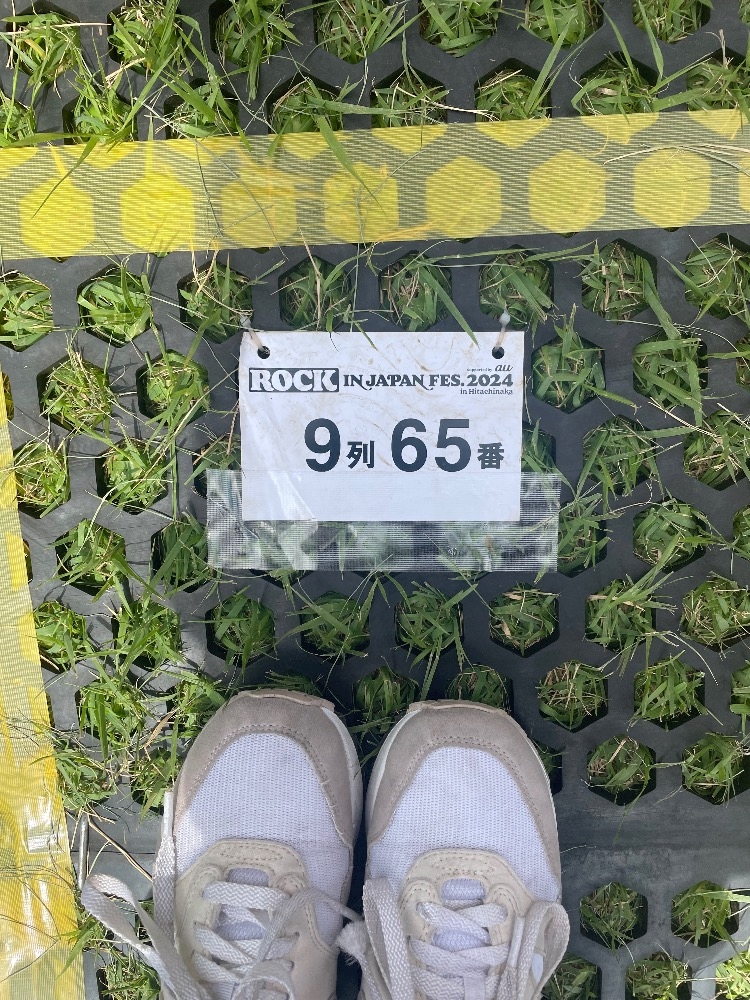 supported by au
ROCK IN JAPAN FES. 2024
in Hitachinaka
9列 65番